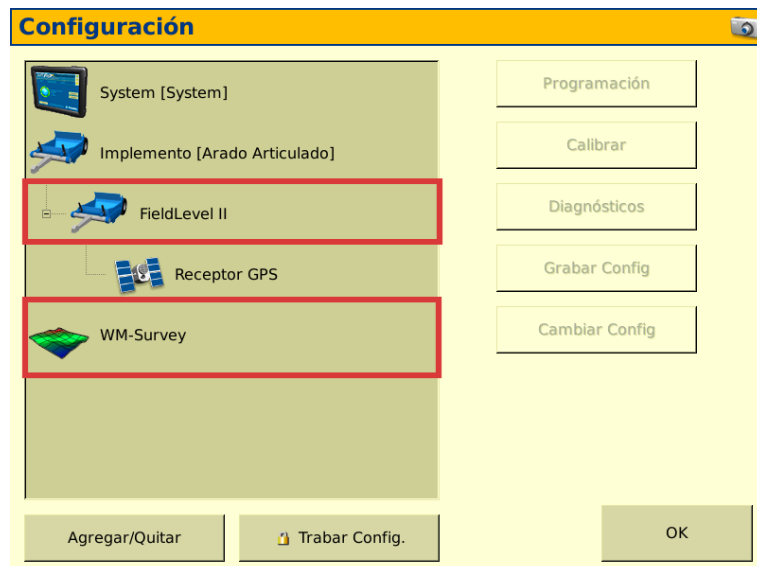 Configuración
System [System]
Implemento [Arado Articulado]
FieldLevel II
Receptor GPS
WM-Survey
Programación
Calibrar
Diagnósticos
Grabar Config
Cambiar Config
Agregar/Quitar
Trabar Config.
OK